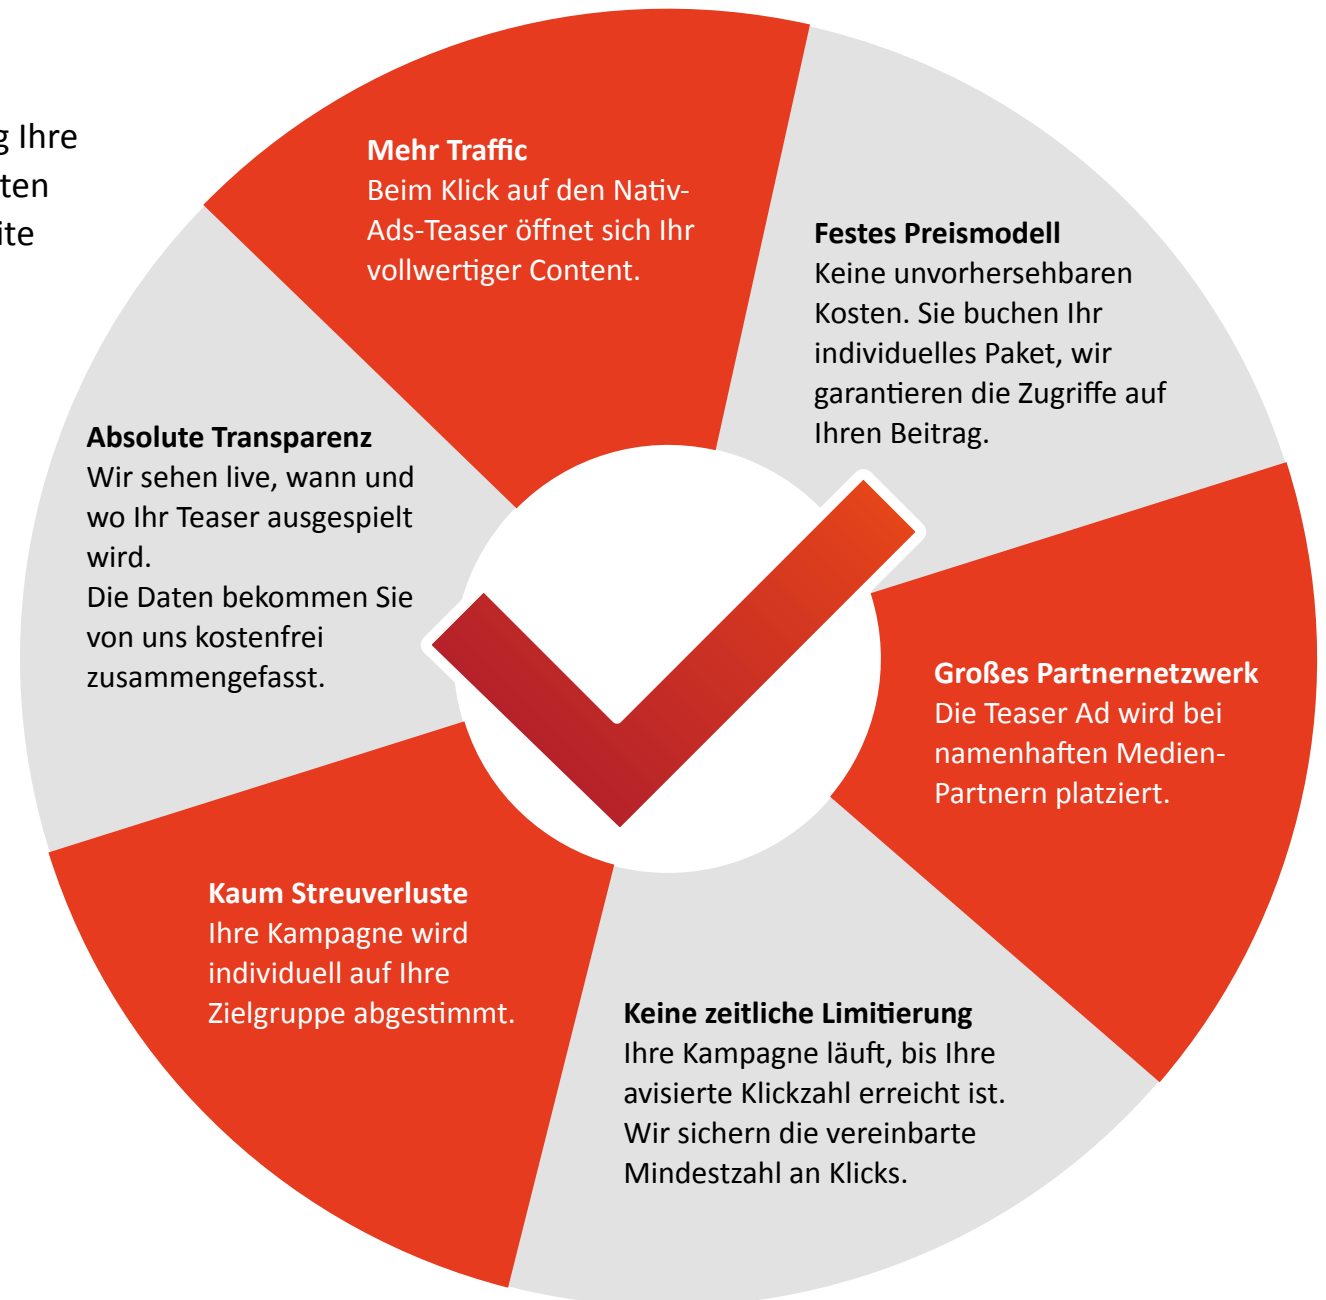 g Ihre
ten
ite
Mehr Traffic
Beim Klick auf den Nativ-
Ads-Teaser öffnet sich Ihr
vollwertiger Content.
Festes Preismodell
Keine unvorhersehbaren
Kosten. Sie buchen Ihr
individuelles Paket, wir
garantieren die Zugriffe auf
Ihren Beitrag.
Großes Partnernetzwerk
Die Teaser Ad wird bei
namenhaften Medien-
Partnern platziert.
Keine zeitliche Limitierung
Ihre Kampagne läuft, bis Ihre
avisierte Klickzahl erreicht ist.
Wir sichern die vereinbarte
Mindestzahl an Klicks.
Kaum Streuverluste
Ihre Kampagne wird
individuell auf Ihre
Zielgruppe abgestimmt.
Absolute Transparenz
Wir sehen live, wann und
wo Ihr Teaser ausgespielt
wird.
Die Daten bekommen Sie
von uns kostenfrei
zusammengefasst.